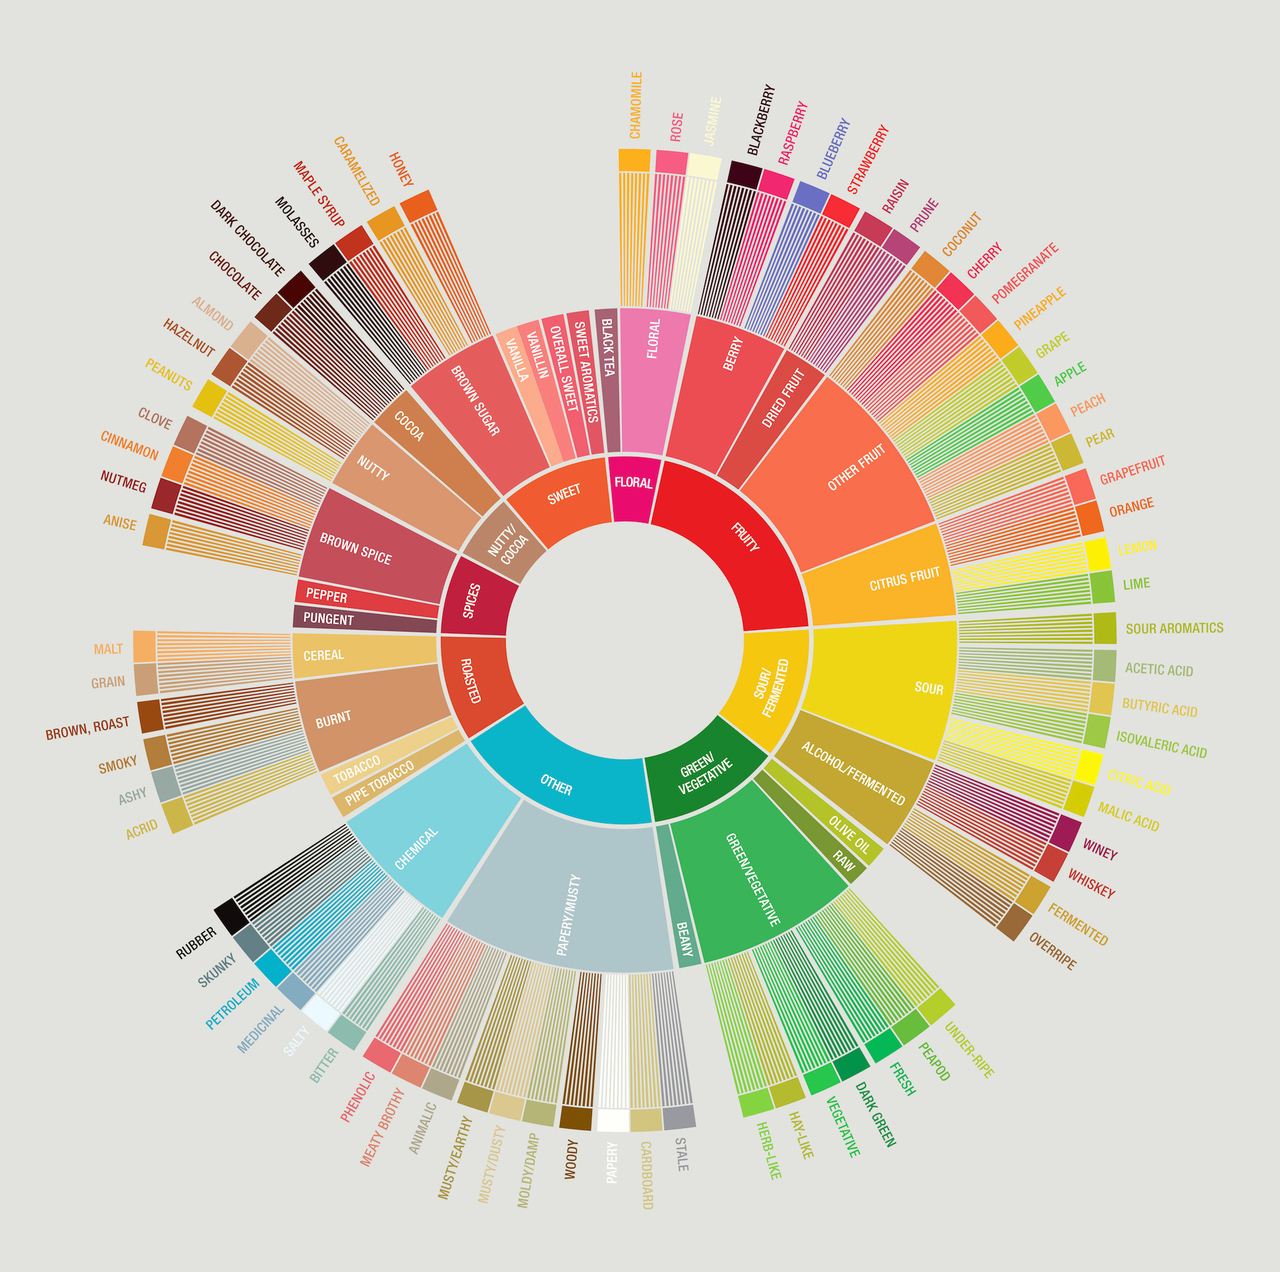 CHAMOMILE
ROSE
JASMINE
BLACKBERRY
RASPBERRY
BLUEBERRY
STRAWBERRY
RAISIN
PRUNE
COCONUT
CHERRY
POMEGRANATE
PINEAPPLE
GRAPE
APPLE
PEACH
PEAR
GRAPEFRUIT
ORANGE
LEMON
LIME
SOUR AROMATICS
ACETIC ACID
BUTYRIC ACID
ISOVALERIC ACID
CITRIC ACID
MALIC ACID
WINEY
WHISKEY
FERMENTED
OVERRIPE
UNDER-RIPE
PEAPOD
FRESH
DARK GREEN
VEGETATIVE
HAY-LIKE
HERB-LIKE
STALE
CARDBOARD
PAPERY
WOODY
MOLDY/DAMP
MUSTY/DUSTY
MUSTY/EARTHY
ANIMALIC
MEATY BROTHY
PHENOLIC
BITTER
SALTY
MEDICINAL
PETROLEUM
SKUNKY
RUBBER
ACRID
ASHY
SMOKY
BROWN, ROAST
GRAIN
MALT
ANISE
NUTMEG
CINNAMON
CLOVE
PEANUTS
HAZELNUT
ALMOND
CHOCOLATE
DARK CHOCOLATE
MOLASSES
MAPLE SYRUP
CARAMELIZED
HONEY
FLORAL
BERRY
DRIED FRUIT
OTHER FRUIT
CITRUS FRUIT
SOUR
ALCOHOL/FERMENTED
OLIVE OIL
RAW
GREEN/VEGETATIVE
BEANY
PAPERY/MUSTY
CHEMICAL
PIPE TOBACCO
TOBACCO
BURNT
CEREAL
PUNGENT
PEPPER
BROWN SPICE
NUTTY
COCOA
BROWN SUGAR
VANILLA
VANILLIN
OVERALL SWEET
SWEET AROMATICS
BLACK TEA
FLORAL
FRUITY
SOUR/
FERMENTED
GREEN/
VEGETATIVE
OTHER
ROASTED
SPICES
NUTTY/
COCOA
SWEET